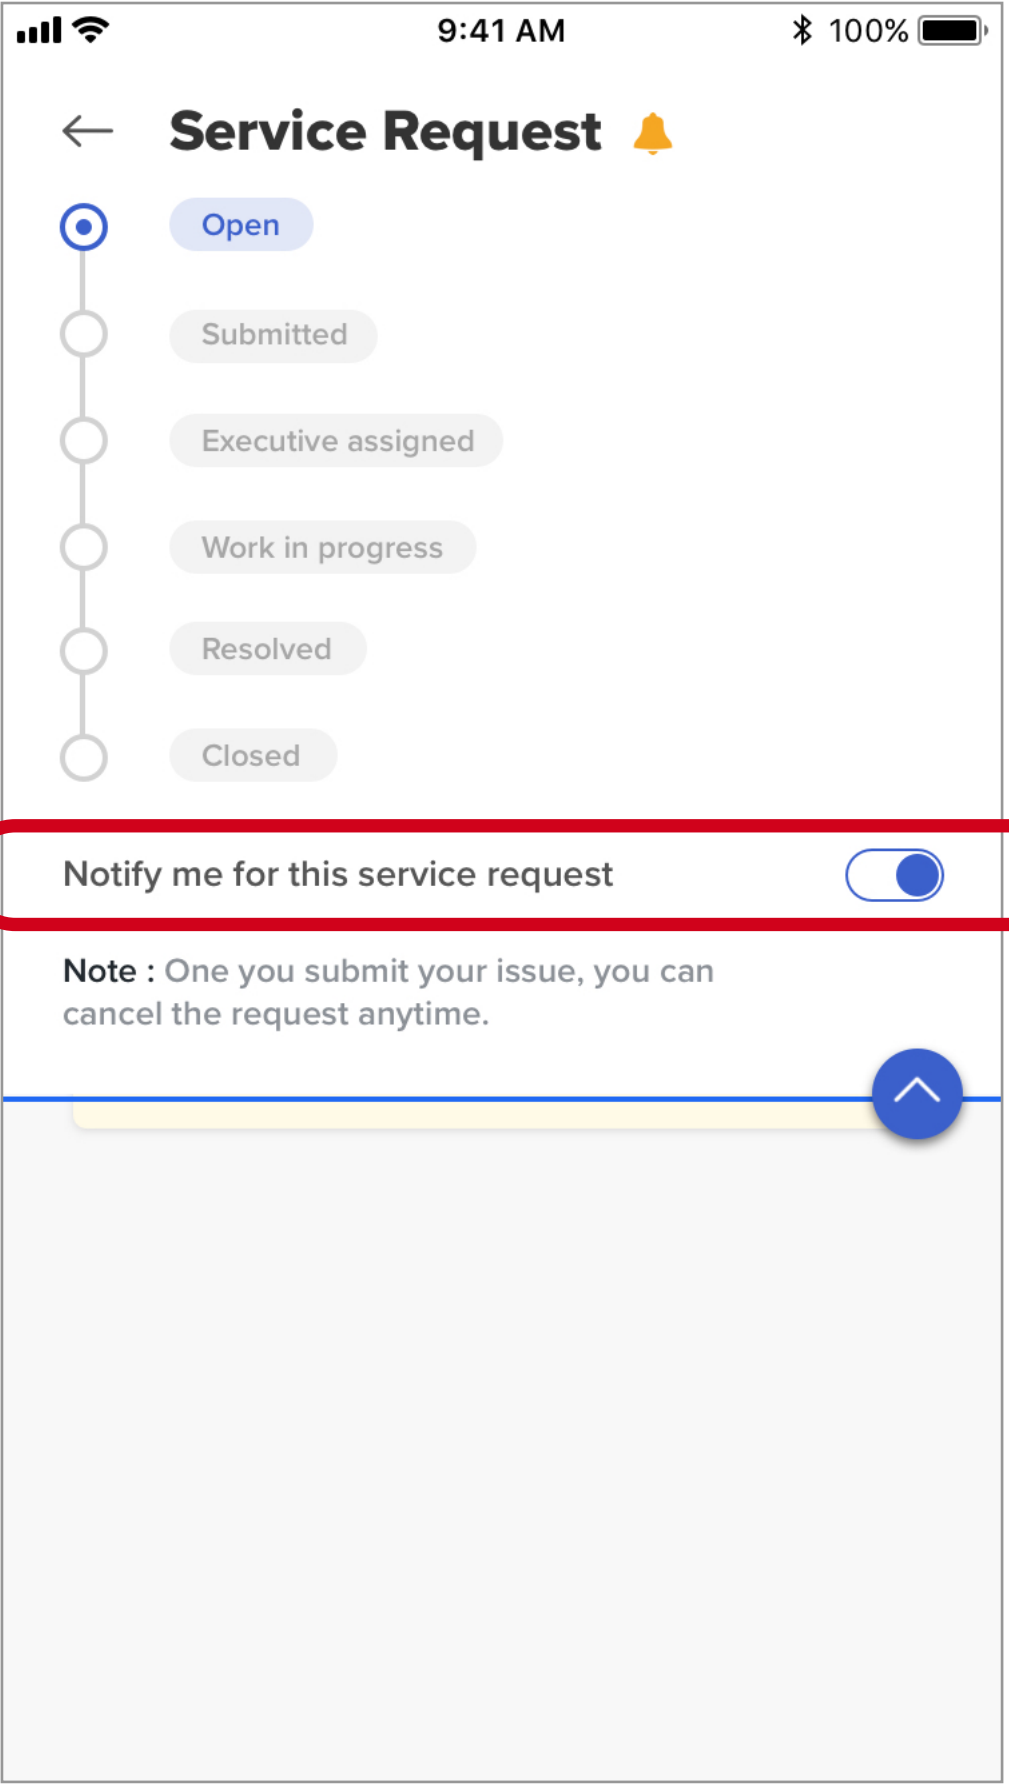 9:41 AM
100%
Service Request
Open
Submitted
Executive assigned
Work in progress
Resolved
Closed
Notify me for this service request
Note : One you submit your issue, you can
cancel the request anytime.